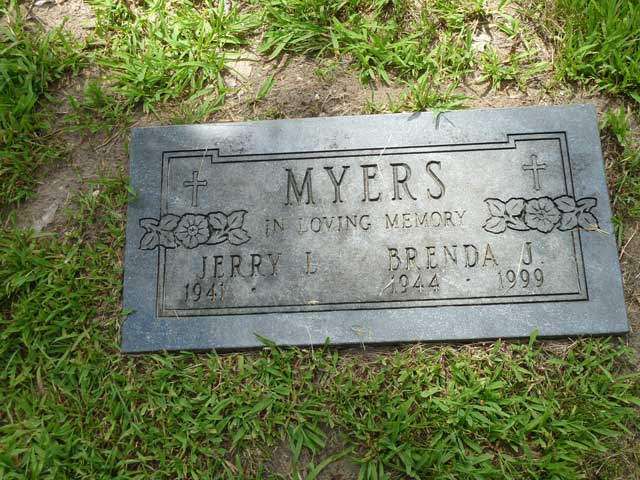 MYERS
IN LOVING MEMORY
JERRY L BRENDA J.
1941 - 1944 - 1999